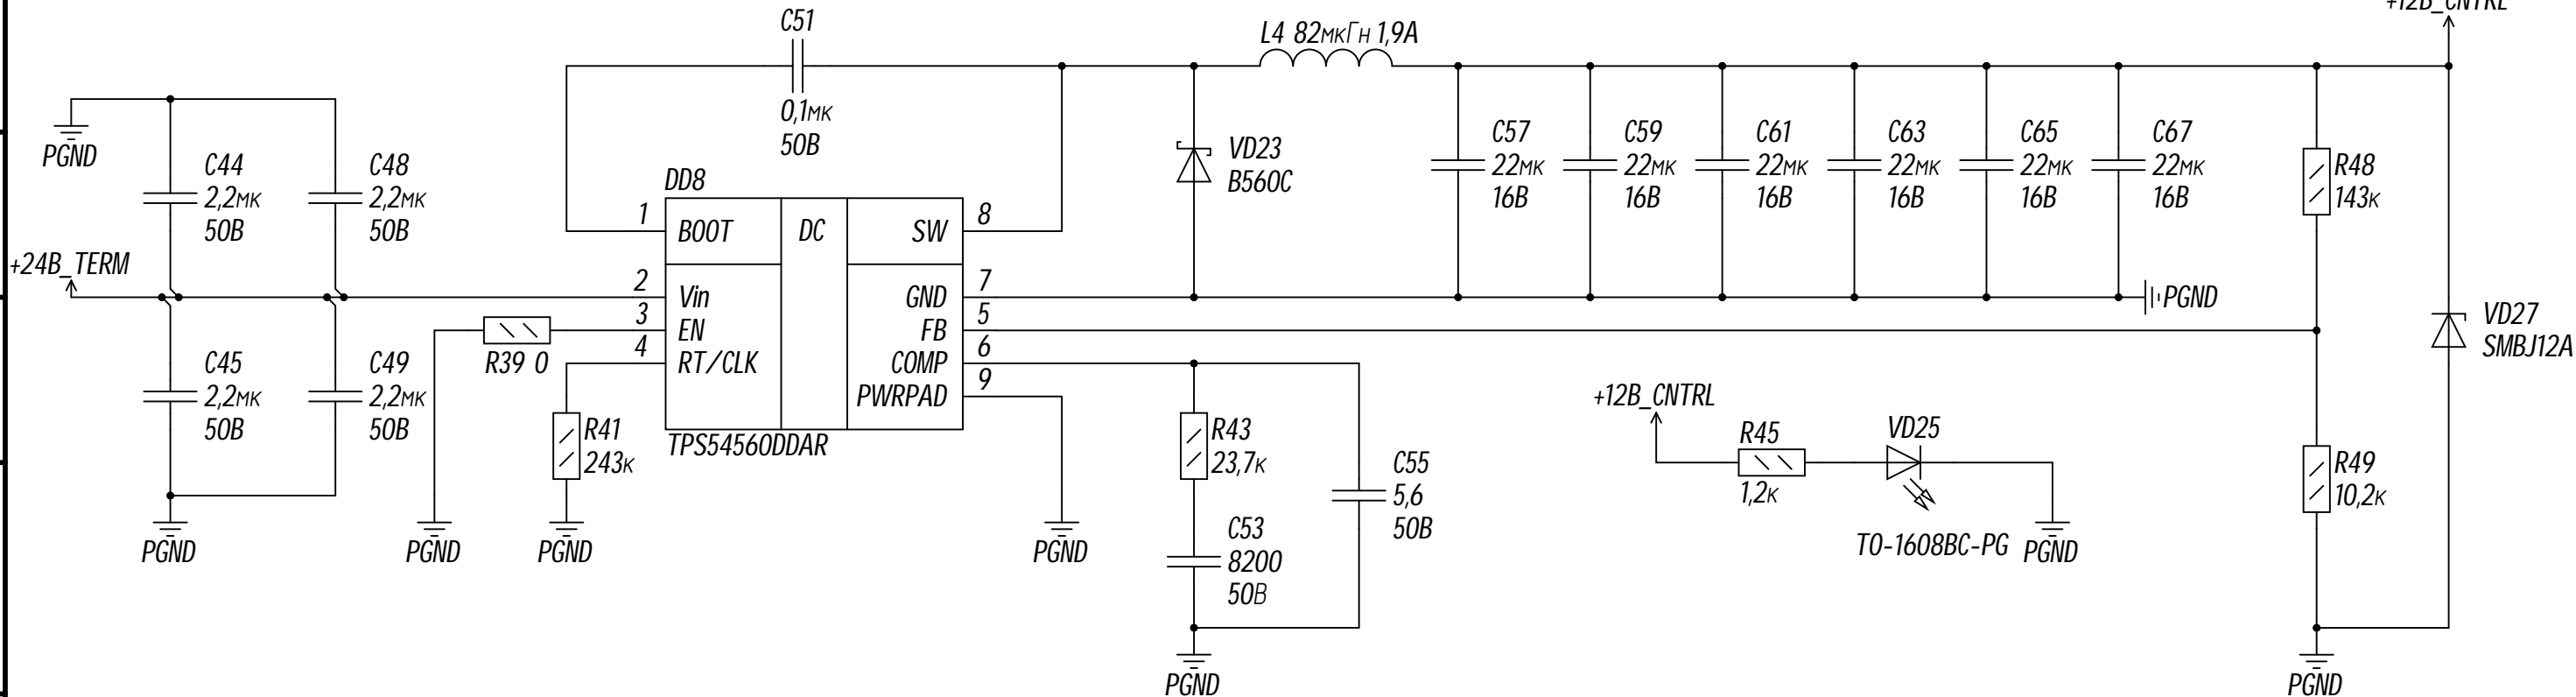 +12В_CNTRL
C51
0,1мк
50В
L4 82мкГн 1,9А
PGND
C44
2,2мк
50В
C48
2,2мк
50В
DD8
VD23
B560C
C57
22мк
16В
C59
22мк
16В
C61
22мк
16В
C63
22мк
16В
C65
22мк
16В
C67
22мк
16В
R48
143к
+24В_TERM
1
BOOT
DC
SW
8
2
Vin
GND
7
PGND
3
EN
FB
5
4
RT/CLK
COMP
6
PWRPAD
9
TPS54560DDAR
R39 0
VD27
SMBJ12A
C45
2,2мк
50В
C49
2,2мк
50В
R41
243к
R43
23,7к
C55
5,6
50В
C53
8200
50В
+12В_CNTRL
R45
1,2к
VD25
TO-1608BC-PG
PGND
R49
10,2к
PGND
PGND
PGND
PGND
PGND
PGND